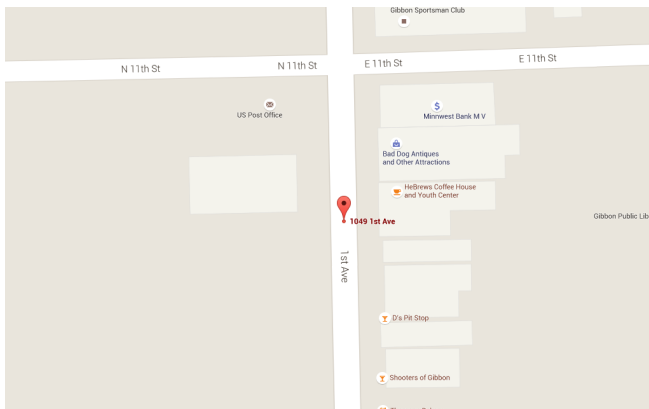 Gibbon Sportsman Club
N 11th St
N 11th St
E 11th St
E 11th St
US Post Office
$
Minnwest Bank M V
Bad Dog Antiques
and Other Attractions
HeBrews Coffee House
and Youth Center
1049 1st Ave
Gibbon Public Lib
1st Ave
D's Pit Stop
Shooters of Gibbon